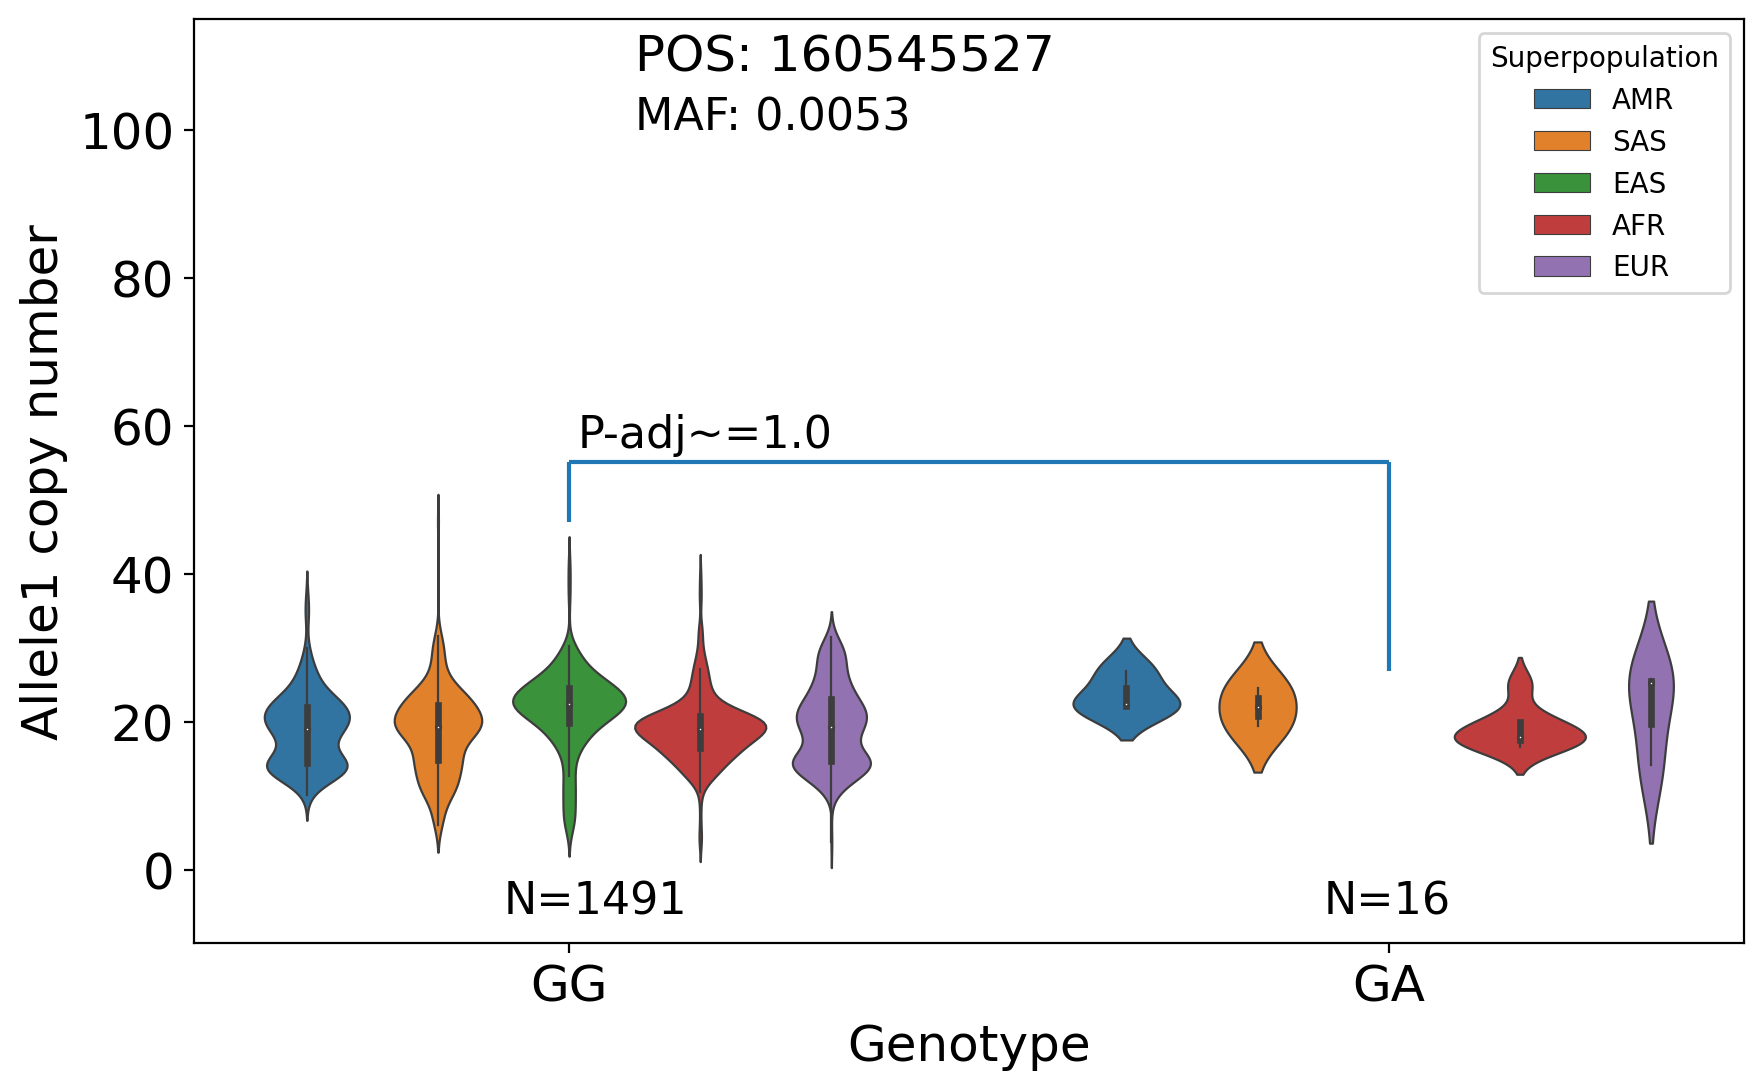 POS: 160545527
MAF: 0.0053
Superpopulation
AMR
SAS
EAS
AFR
EUR
Allele1 copy number
100
80
60
40
20
0
P-adj~=1.0
N=1491
N=16
GG
GA
Genotype